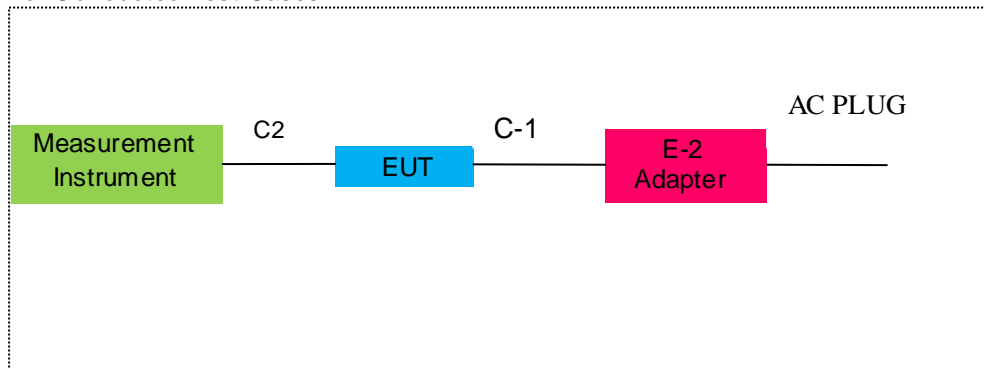 AC PLUG
C2
C-1
Measurement
Instrument
EUT
E-2
Adapter